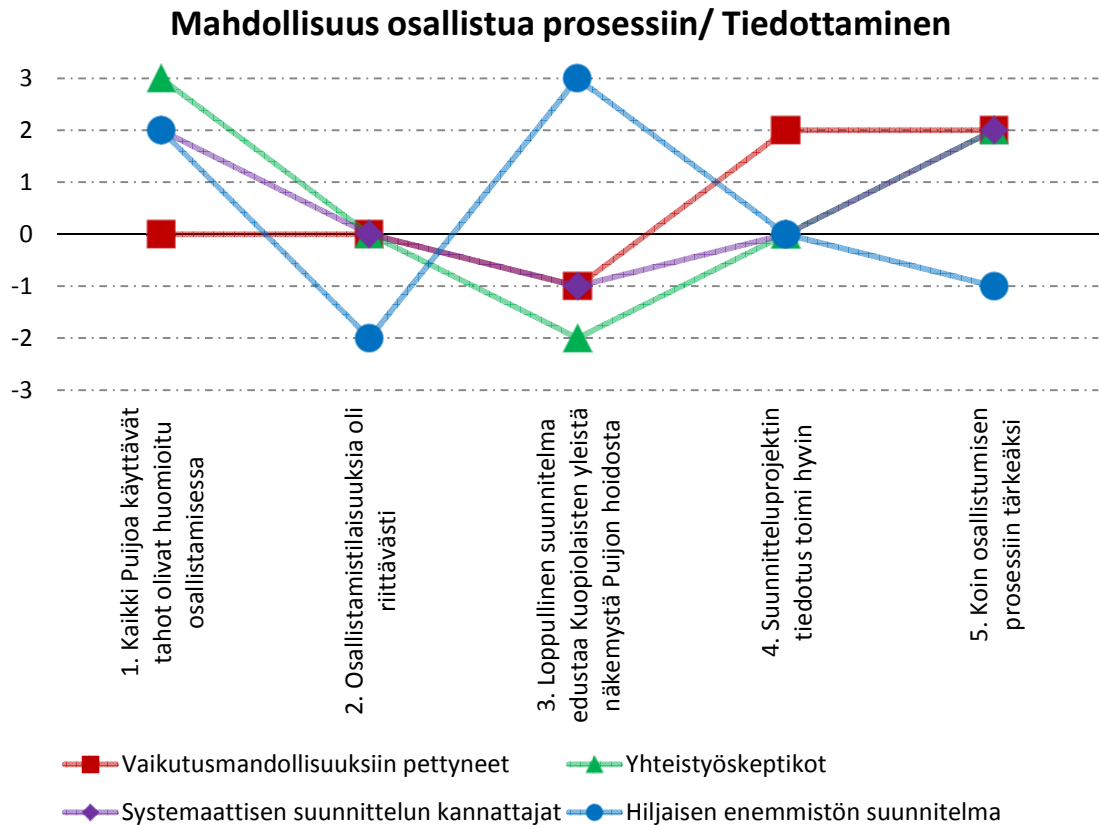 Mahdollisuus osallistua prosessiin/ Tiedottaminen
3
2
1
0
-1
-2
-3
1. Kaikki Puijoa käyttävät
tahot olivat huomioitu
osallistamisessa
2. Osallistamistilaisuuksia oli
riittävästi
3. Loppullinen suunnitelma
edustaa Kuopiolaisten yleistä
näkemystä Puijon hoidosta
4. Suunnitteluprojektin
tiedotus toimi hyvin
5. Koin osallistumisen
prosessiin tärkeäksi
Vaikutusmandollisuuksiin pettyneet
Yhteistyöskeptikot
Systemaattisen suunnittelun kannattajat
Hiljaisen enemmistön suunnitelma